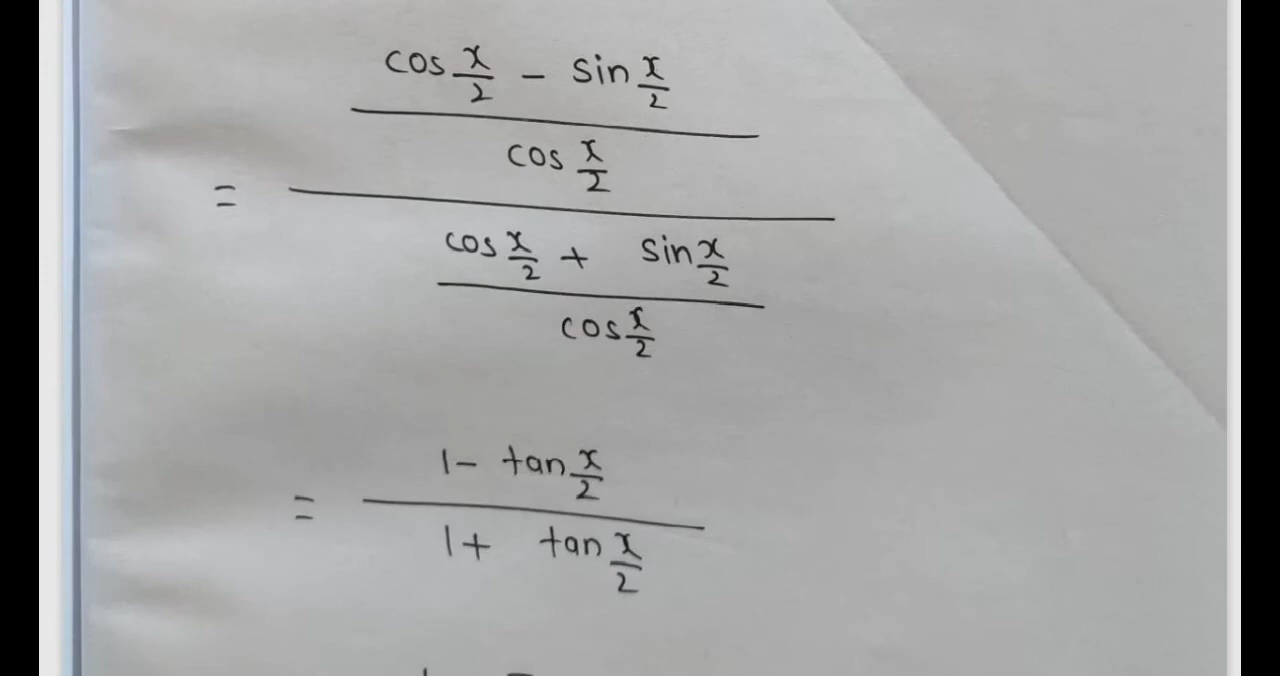 cos x/2 - sin x/2
cos x/2
=
cos x/2 + sin x/2
cos x/2
1 - tan x/2
=
1 + tan x/2